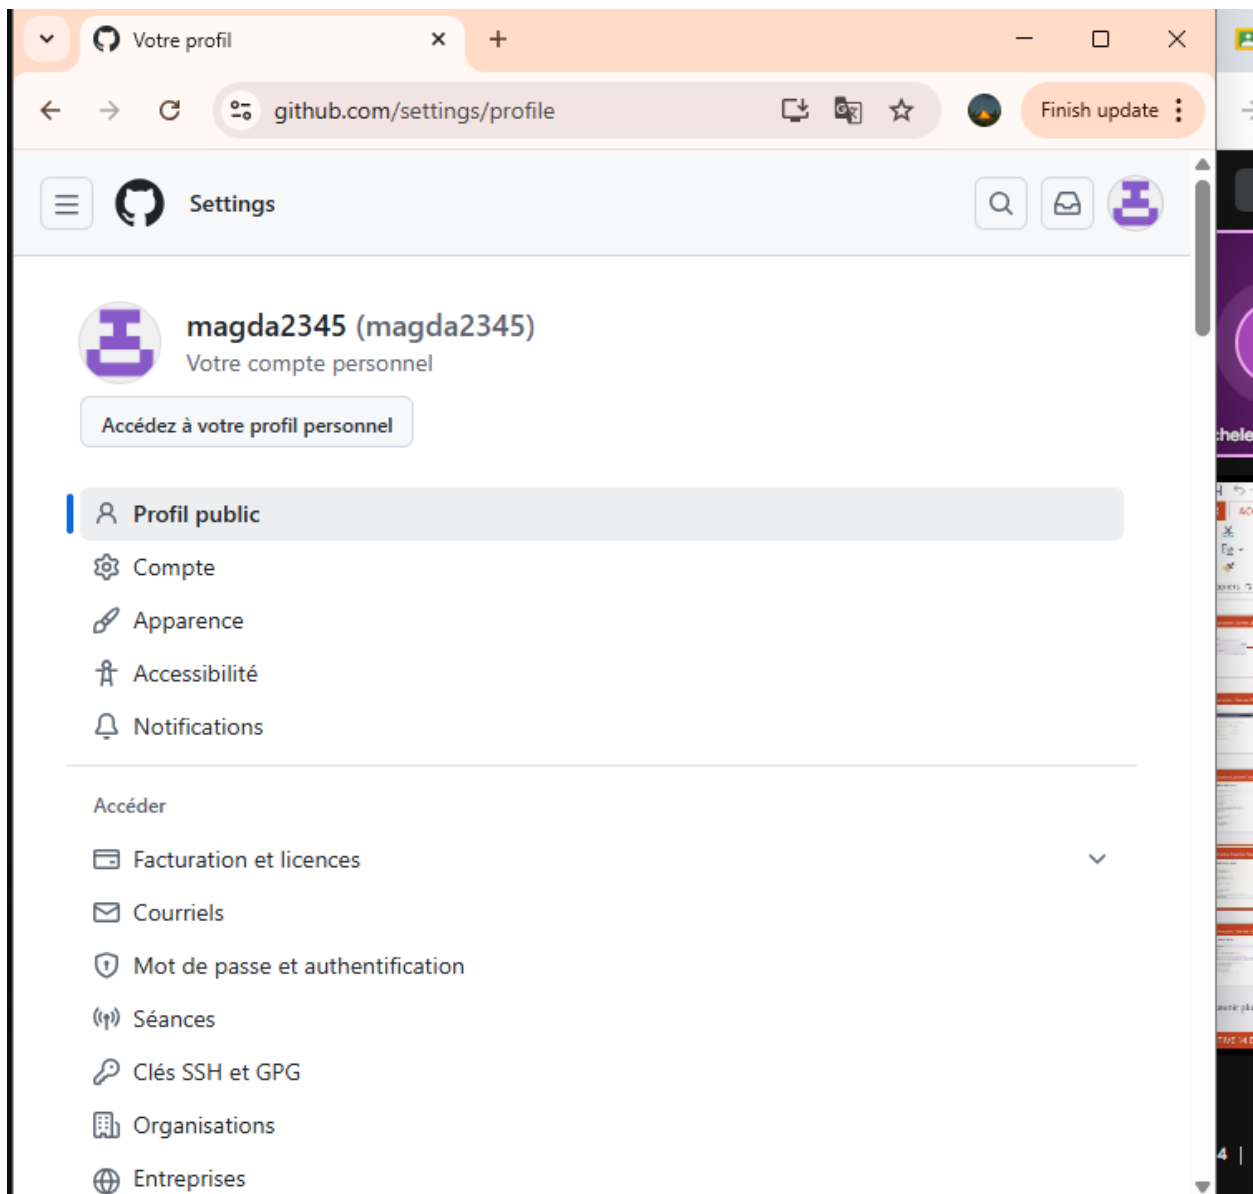 Votre profil
github.com/settings/profile
Finish update
Settings
magda2345 (magda2345)
Votre compte personnel
Accédez à votre profil personnel
Profil public
Compte
Apparence
Accessibilité
Notifications
Accéder
Facturation et licences
Courriels
Mot de passe et authentification
Séances
Clés SSH et GPG
Organisations
Entreprises